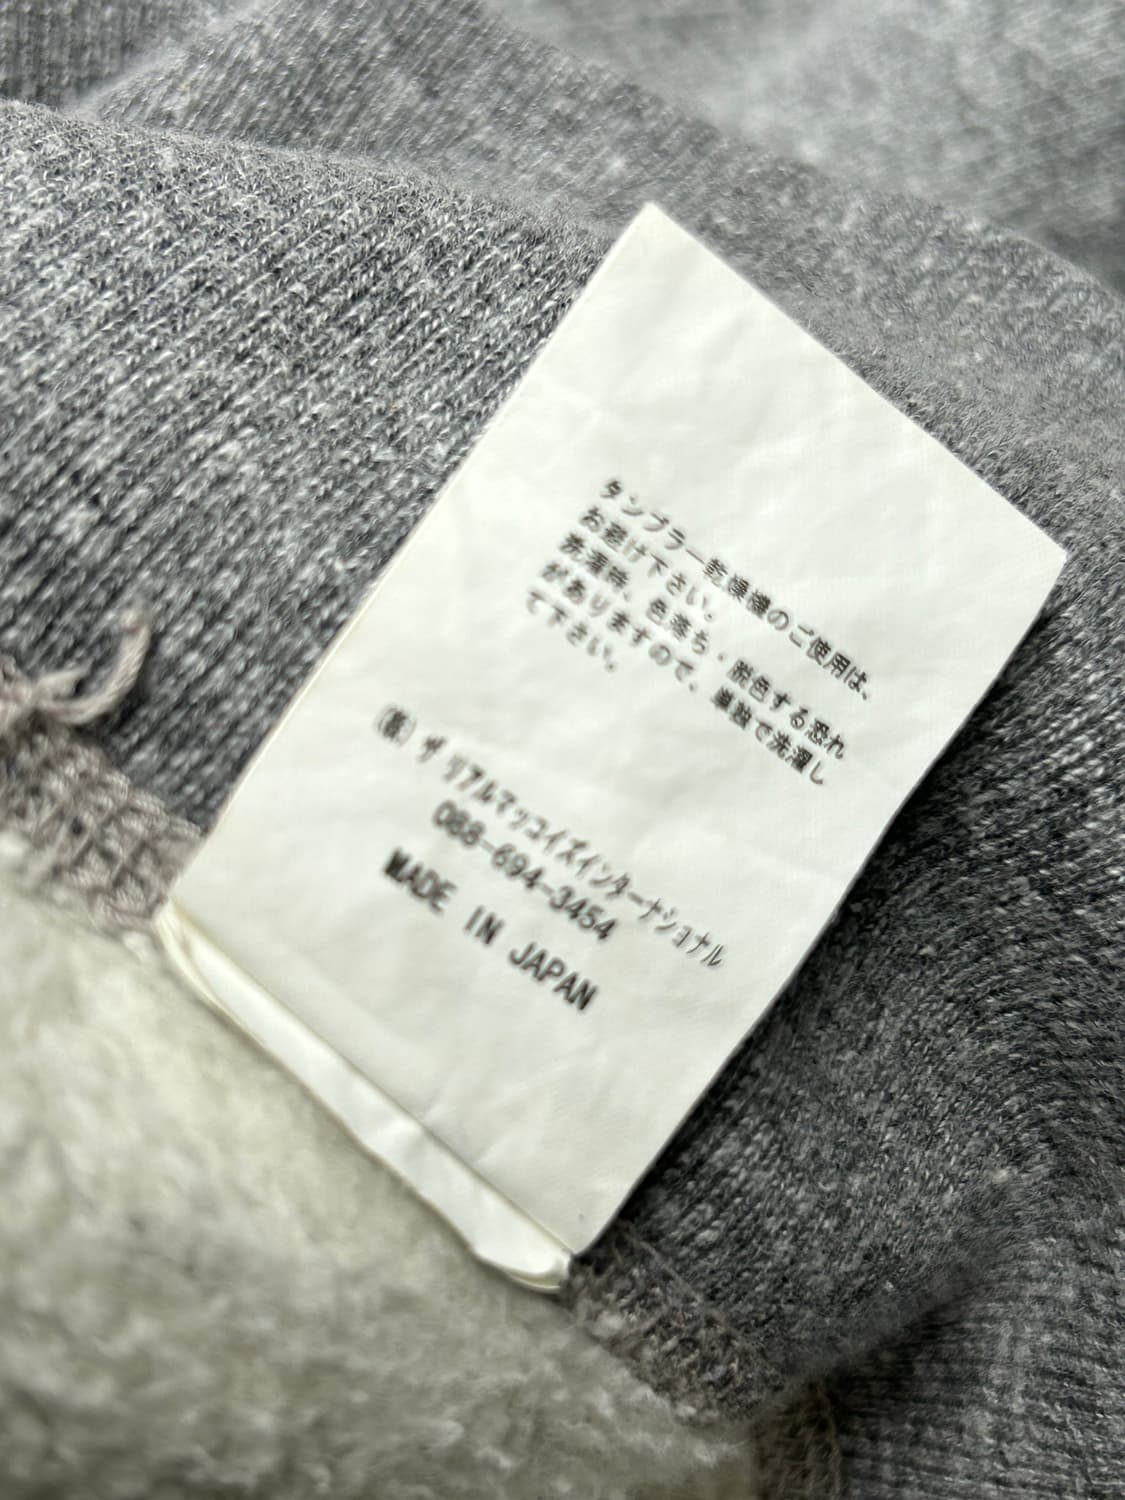 タンブラー乾燥機のご使用は、
お避け下さい。
洗濯時、色落ち・脱色する恐れ
がありますので、単独で洗濯し
て下さい。
(株) ザ リアルマッコイズインターナショナル
088-694-3454
MADE IN JAPAN